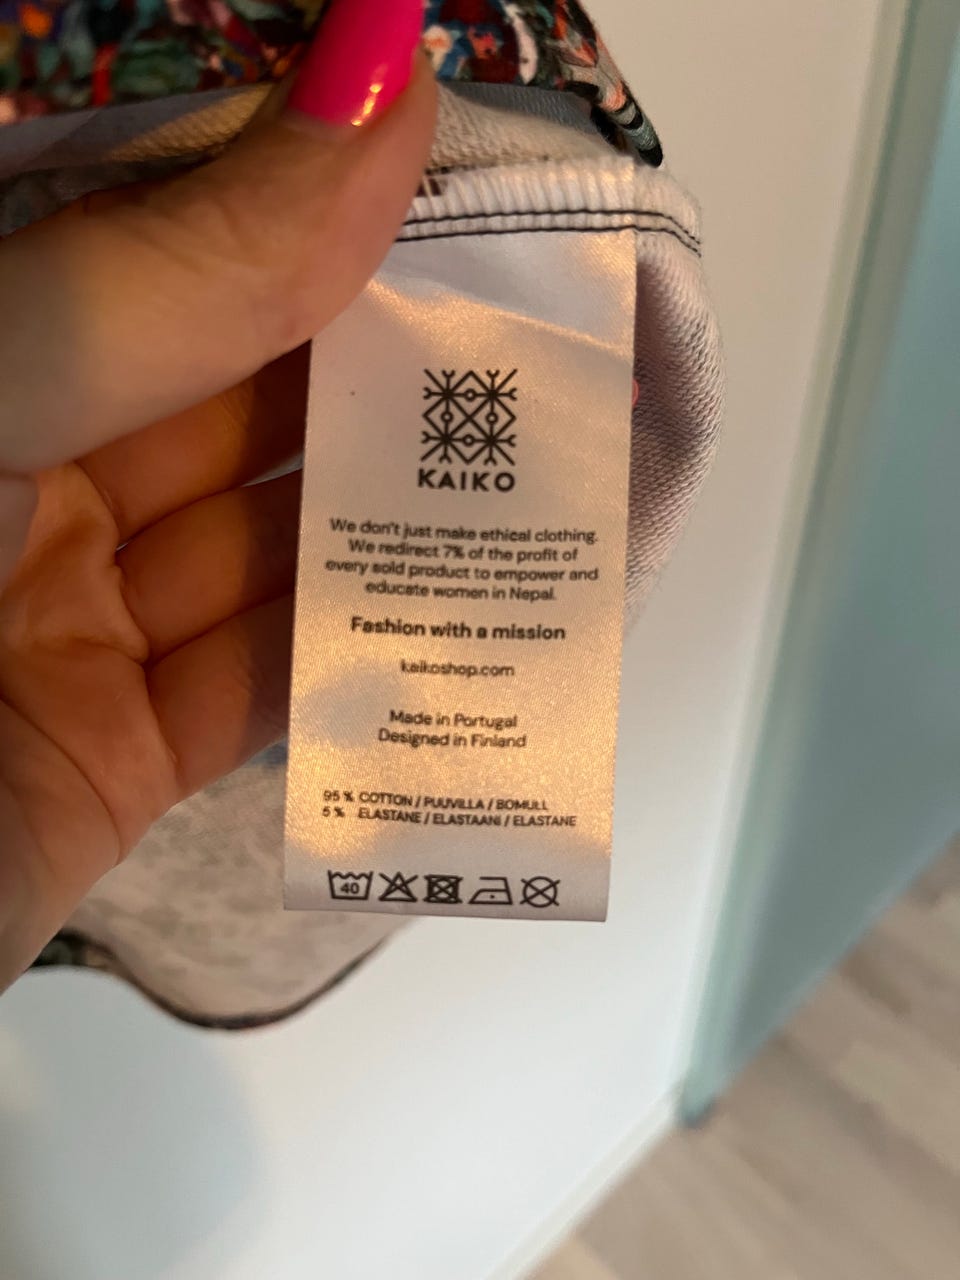 KAIKO
We don't just make ethical clothing.
We redirect 7% of the profit of
every sold product to empower and
educate women in Nepal.
Fashion with a mission
kaikoshop.com
Made in Portugal
Designed in Finland
95 % COTTON / PUUVILLA / BOMULL
5 % ELASTANE / ELASTAANI / ELASTANE
40